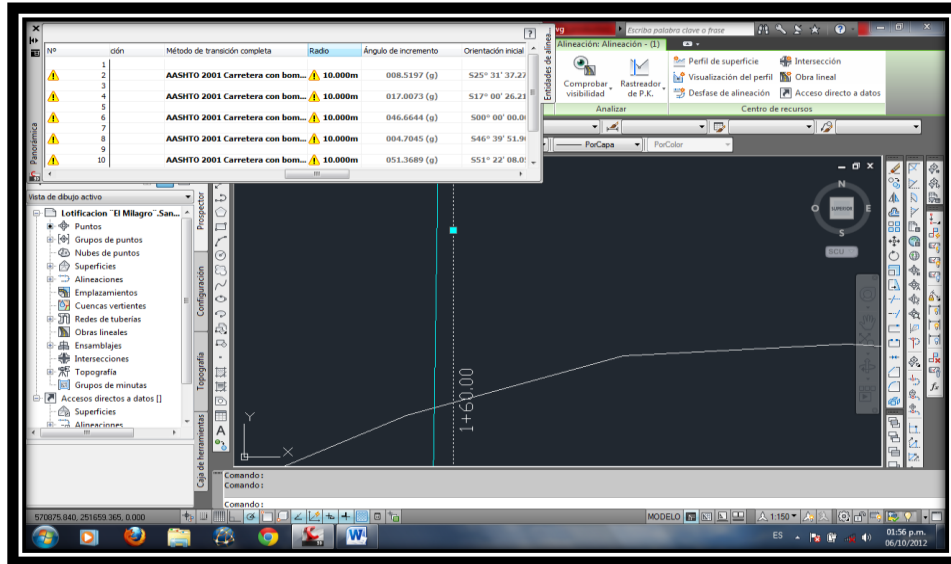 Nº ción Método de transición completa Radio Ángulo de incremento Orientación inicial
1
2 AASHTO 2001 Carretera con bom... 10.000m 008.5197 (g) S25° 31' 37.27
3
4 AASHTO 2001 Carretera con bom... 10.000m 017.0073 (g) S17° 00' 26.21
5
6 AASHTO 2001 Carretera con bom... 10.000m 046.6644 (g) S00° 00' 00.0
7
8 AASHTO 2001 Carretera con bom... 10.000m 004.7045 (g) S46° 39' 51.9
9
10 AASHTO 2001 Carretera con bom... 10.000m 051.3689 (g) S51° 22' 08.0
Panorámica
Entidades de alinea...
vg
Escriba palabra clave o frase
Alineación: Alineación - (1)
Comprobar visibilidad
Rastreador de P.K.
Perfil de superficie
Visualización del perfil
Desfase de alineación
Intersección
Obra lineal
Acceso directo a datos
Analizar
Centro de recursos
PorCapa
PorColor
Vista de dibujo activo
Lotificacion ¨El Milagro¨.San...
Puntos
Grupos de puntos
Nubes de puntos
Superficies
Alineaciones
Emplazamientos
Cuencas vertientes
Redes de tuberías
Obras lineales
Ensamblajes
Intersecciones
Topografía
Grupos de minutas
Accesos directos a datos []
Superficies
Alineaciones
Prospector
Configuración
Topografía
Caja de herramientas
A
N
O
E
S
SUPERIOR
SCU
1+60.00
Y
X
Comando:
Comando:
Comando:
570875.840, 251659.365, 0.000
MODELO
1:150
ES
01:56 p.m.
06/10/2012